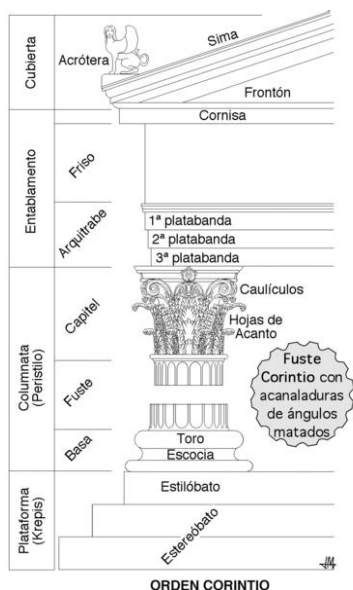 Cubierta
Acrótera
Sima
Frontón
Cornisa
Entablamento
Friso
Arquitrabe
1ª platabanda
2ª platabanda
3ª platabanda
Columnata
(Peristilo)
Capitel
Caulículos
Hojas de
Acanto
Fuste
Fuste
Corintio con
acanaladuras
de ángulos
matados
Basa
Toro
Escocia
Plataforma
(Krepis)
Estilóbato
Estereóbato
ORDEN CORINTIO